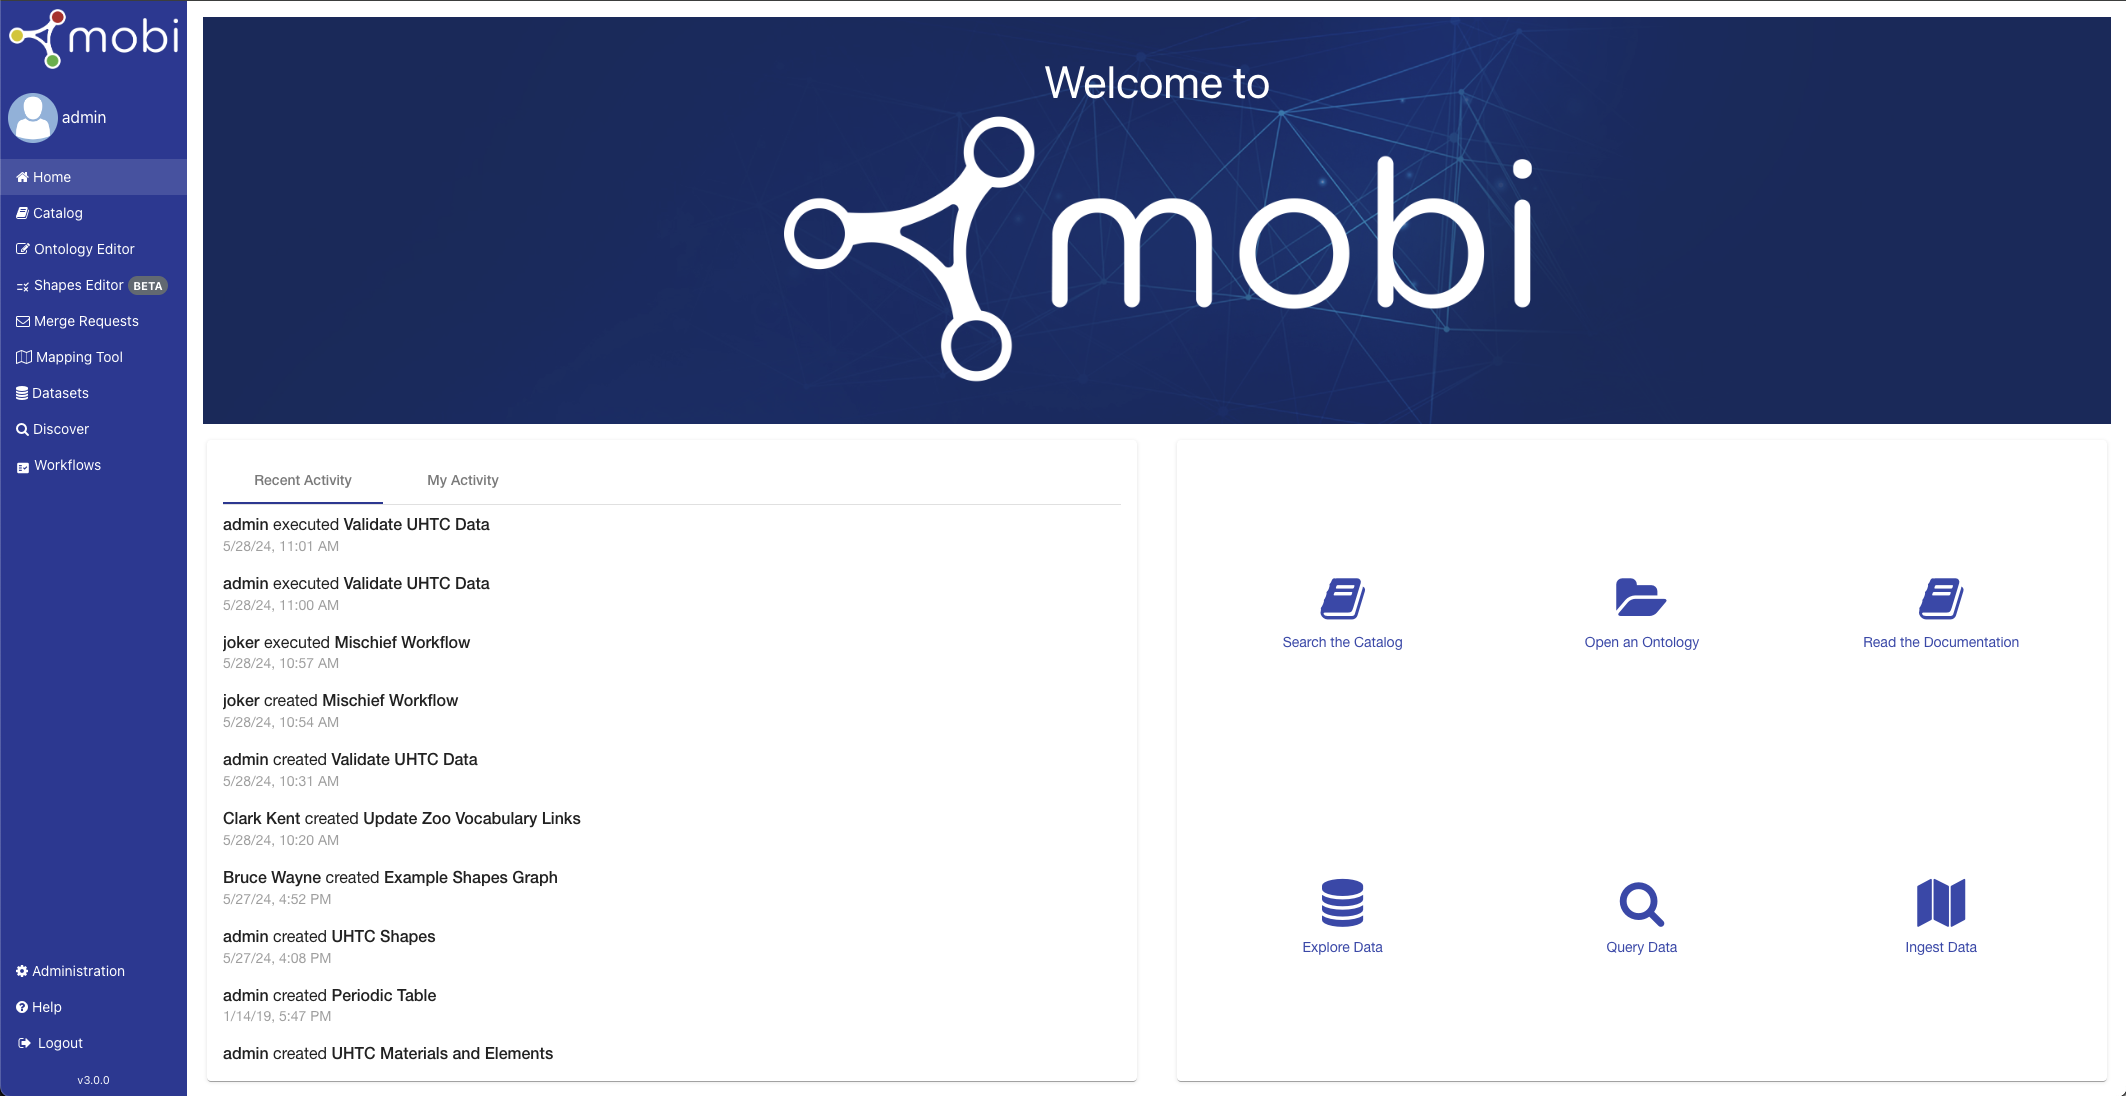 mobi
admin
Home
Catalog
Ontology Editor
Shapes Editor BETA
Merge Requests
Mapping Tool
Datasets
Discover
Workflows
Administration
Help
Logout
v3.0.0
Welcome to
mobi
Recent Activity
My Activity
admin executed Validate UHTC Data
5/28/24, 11:01 AM
admin executed Validate UHTC Data
5/28/24, 11:00 AM
joker executed Mischief Workflow
5/28/24, 10:57 AM
joker created Mischief Workflow
5/28/24, 10:54 AM
admin created Validate UHTC Data
5/28/24, 10:31 AM
Clark Kent created Update Zoo Vocabulary Links
5/28/24, 10:20 AM
Bruce Wayne created Example Shapes Graph
5/27/24, 4:52 PM
admin created UHTC Shapes
5/27/24, 4:08 PM
admin created Periodic Table
1/14/19, 5:47 PM
admin created UHTC Materials and Elements
Search the Catalog
Open an Ontology
Read the Documentation
Explore Data
Query Data
Ingest Data